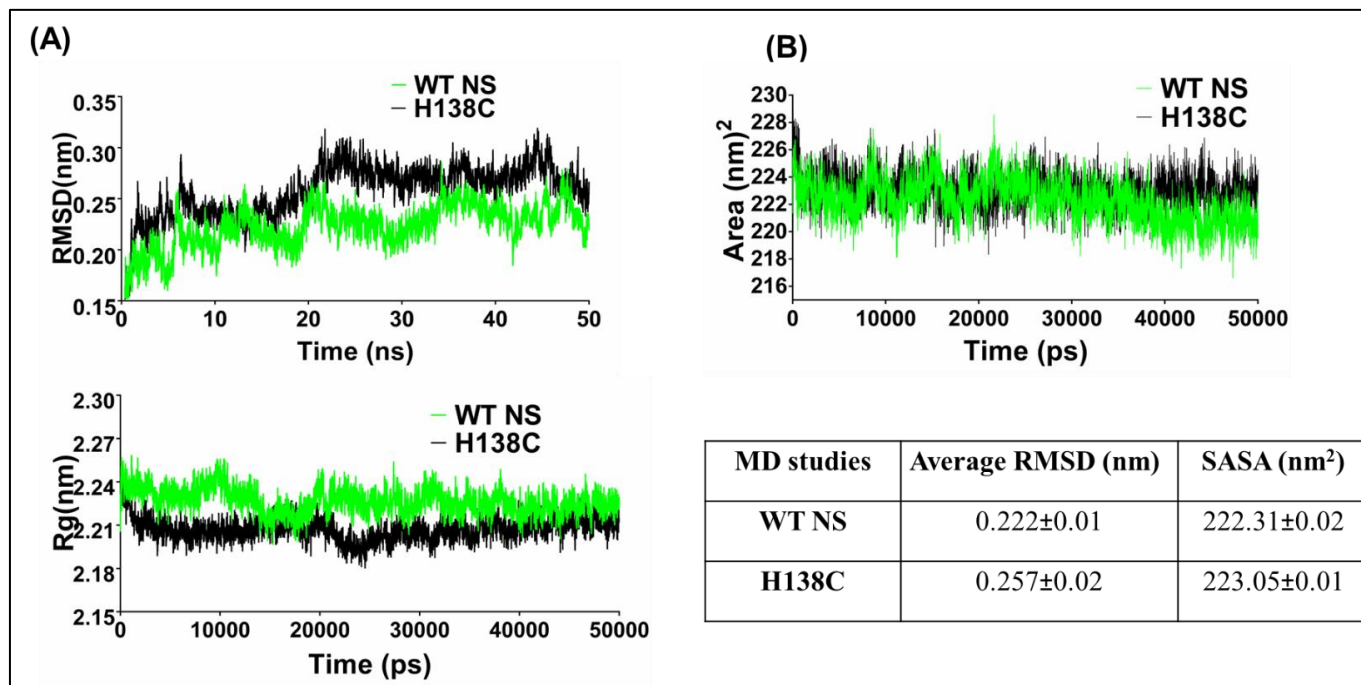 (A)
WT NS
H138C
RMSD(nm)
0.35
0.30
0.25
0.20
0.15
0 10 20 30 40 50
Time (ns)
(B)
WT NS
H138C
Area (nm)²
230
228
226
224
222
220
218
216
0 10000 20000 30000 40000 50000
Time (ps)
WT NS
H138C
Rg(nm)
2.30
2.27
2.24
2.21
2.18
2.15
0 10000 20000 30000 40000 50000
Time (ps)
MD studies Average RMSD (nm) SASA (nm²)
WT NS 0.222±0.01 222.31±0.02
H138C 0.257±0.02 223.05±0.01